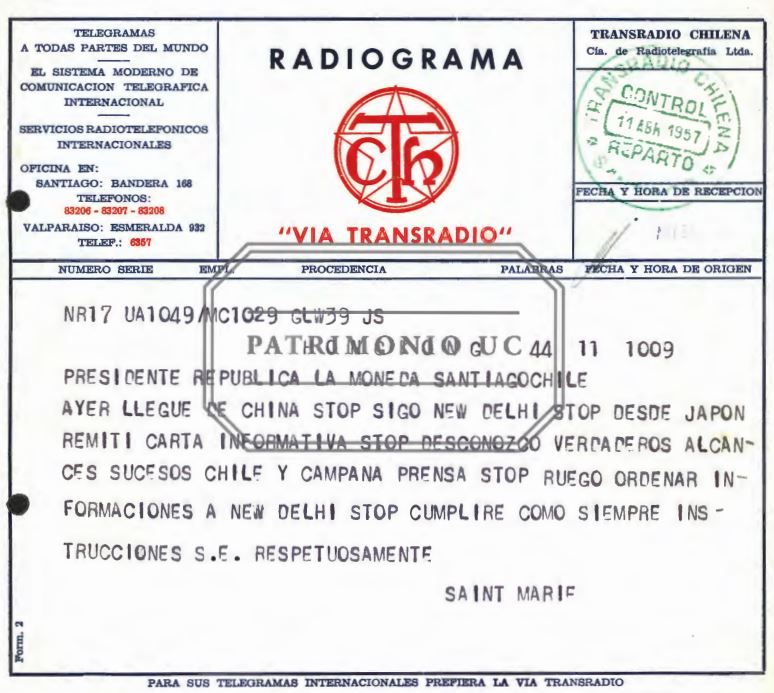 TELEGRAMAS
A TODAS PARTES DEL MUNDO
EL SISTEMA MODERNO DE
COMUNICACION TELEGRAFICA
INTERNACIONAL
SERVICIOS RADIOTELEFONICOS
INTERNACIONALES
OFICINA EN:
SANTIAGO: BANDERA 168
TELEFONOS:
83206 - 83207 - 83208
VALPARAISO: ESMERALDA 932
TELEF.: 6357
RADIOGRAMA
CTh
"VIA TRANSRADIO"
TRANSRADIO CHILENA
Cía. de Radiotelegrafía Ltda.
TRANSRADIO CHILENA
CONTROL
11 1957
REPARTO
FECHA Y HORA DE RECEPCION
NUMERO SERIE EMPL. PROCEDENCIA PALABRAS FECHA Y HORA DE ORIGEN
NR17 UA1049/MC1029 GLW39 JS
PATRIMONIO UC
44 11 1009
PRESIDENTE REPUBLICA LA MONEDA SANTIAGOCHILE
AYER LLEGUE DE CHINA STOP SIGO NEW DELHI STOP DESDE JAPON
REMITI CARTA INFORMATIVA STOP DESCONOZCO VERDADEROS ALCAN-
CES SUCESOS CHILE Y CAMPANA PRENSA STOP RUEGO ORDENAR IN-
FORMACIONES A NEW DELHI STOP CUMPLIRE COMO SIEMPRE INS-
TRUCCIONES S.E. RESPETUOSAMENTE
SAINT MARIE
Form. 2
PARA SUS TELEGRAMAS INTERNACIONALES PREFIERA LA VIA TRANSRADIO